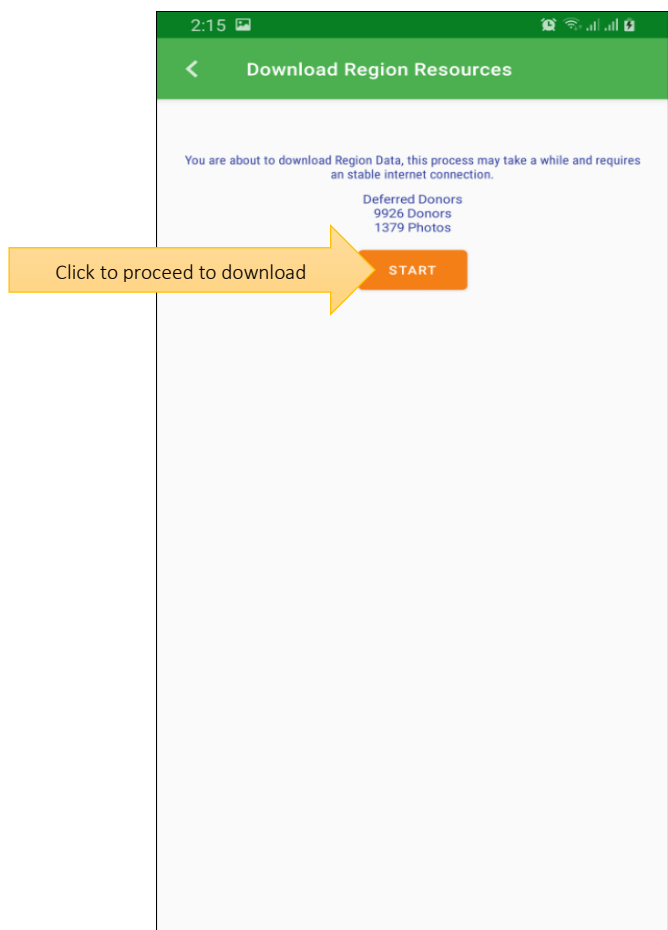 2:15
Download Region Resources
You are about to download Region Data, this process may take a while and requires
an stable internet connection.
Deferred Donors
9926 Donors
1379 Photos
Click to proceed to download
START